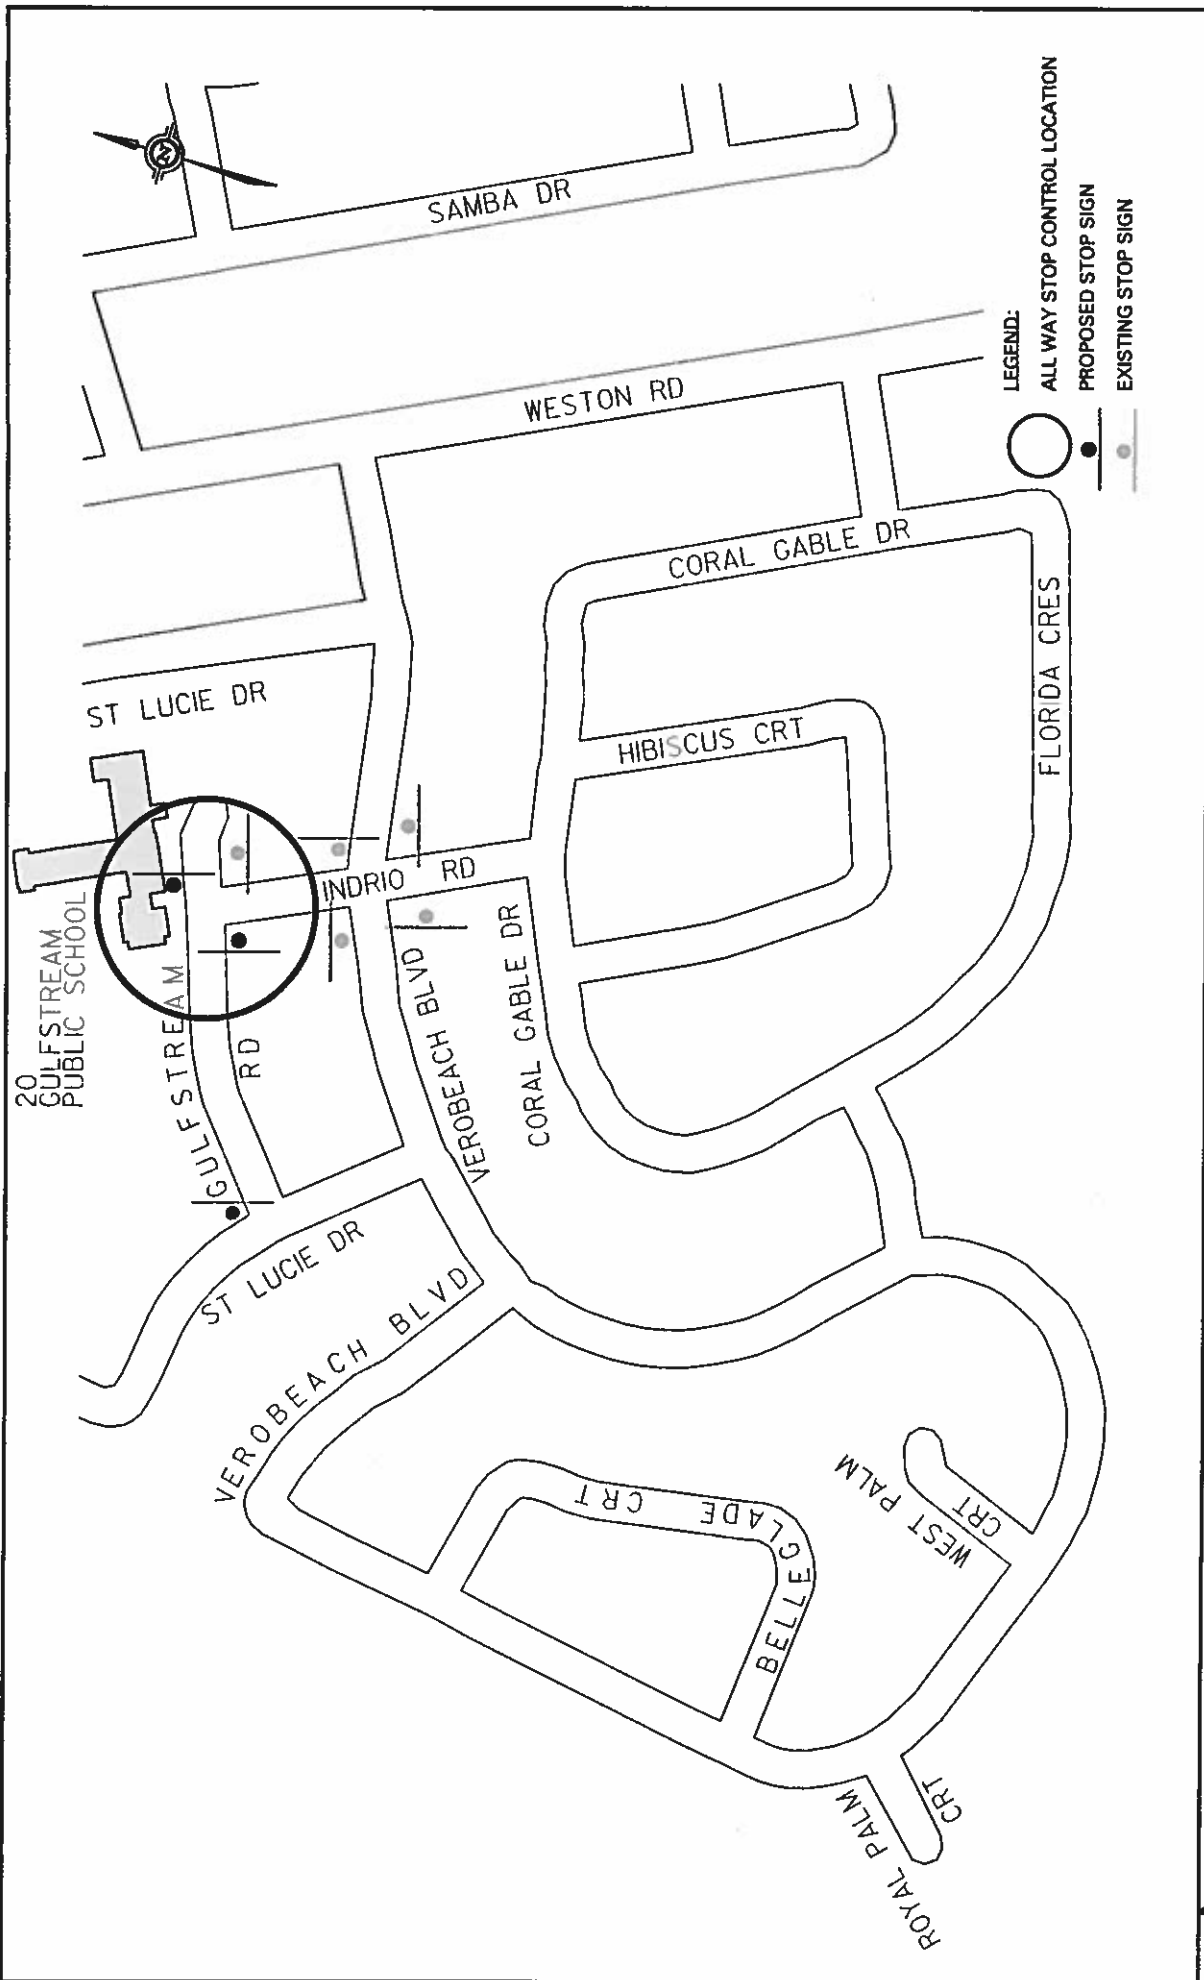 N
SAMBA DR
WESTON RD
ST LUCIE DR
CORAL GABLE DR
HIBISCUS CRT
FLORIDA CRES
20
GULFSTREAM
PUBLIC SCHOOL
INDRIO RD
GULFSTREAM
RD
VEROBEACH BLVD
CORAL GABLE DR
ST LUCIE DR
VEROBEACH BLVD
BELLEGLADE CRT
WEST PALM
CRT
ROYAL PALM
CRT
LEGEND:
ALL WAY STOP CONTROL LOCATION
PROPOSED STOP SIGN
EXISTING STOP SIGN